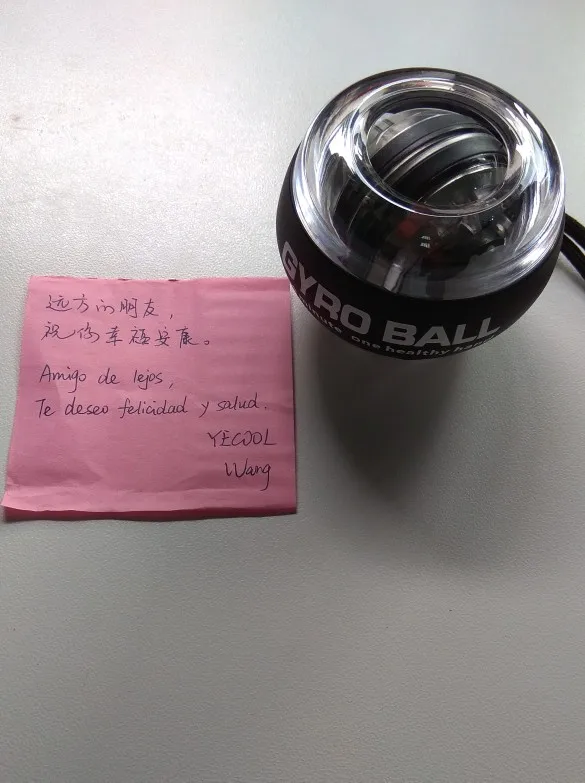 远方的朋友，
祝你幸福安康。
Amigo de lejos,
Te deseo felicidad y salud.
YECOOL
Wang
GYRO BALL
one healthy